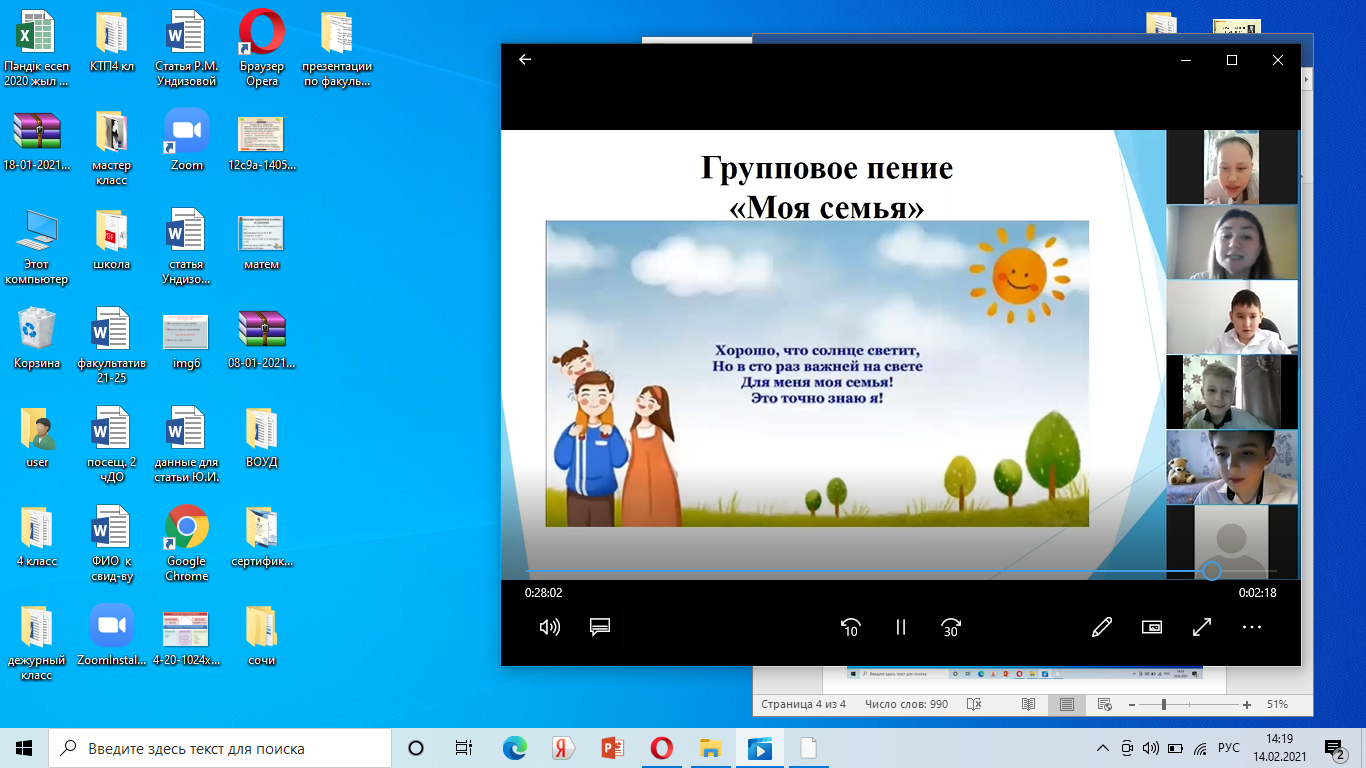 Пәндік есеп
2020 жыл ...
КТП4 кл
Статья Р.М.
Ундизовой
Браузер
Opera
презентации
по факуль...
18-01-2021...
мастер
класс
Zoom
12c9a-1405...
Этот
компьютер
школа
статья
Ундизо...
матем
Корзина
факультатив
21-25
img6
08-01-2021...
user
посещ. 2
чДО
данные для
статьи Ю.И.
ВОУД
4 класс
ФИО к
свид-ву
Google
Chrome
сертифик...
дежурный
класс
ZoomInstal...
4-20-1024x...
сочи
Групповое пение
«Моя семья»
Хорошо, что солнце светит,
Но в сто раз важней на свете
Для меня моя семья!
Это точно знаю я!
0:28:02
0:02:18
10
30
Страница 4 из 4
Число слов: 990
51%
Введите здесь текст для поиска
РУС
14:19
14.02.2021
2